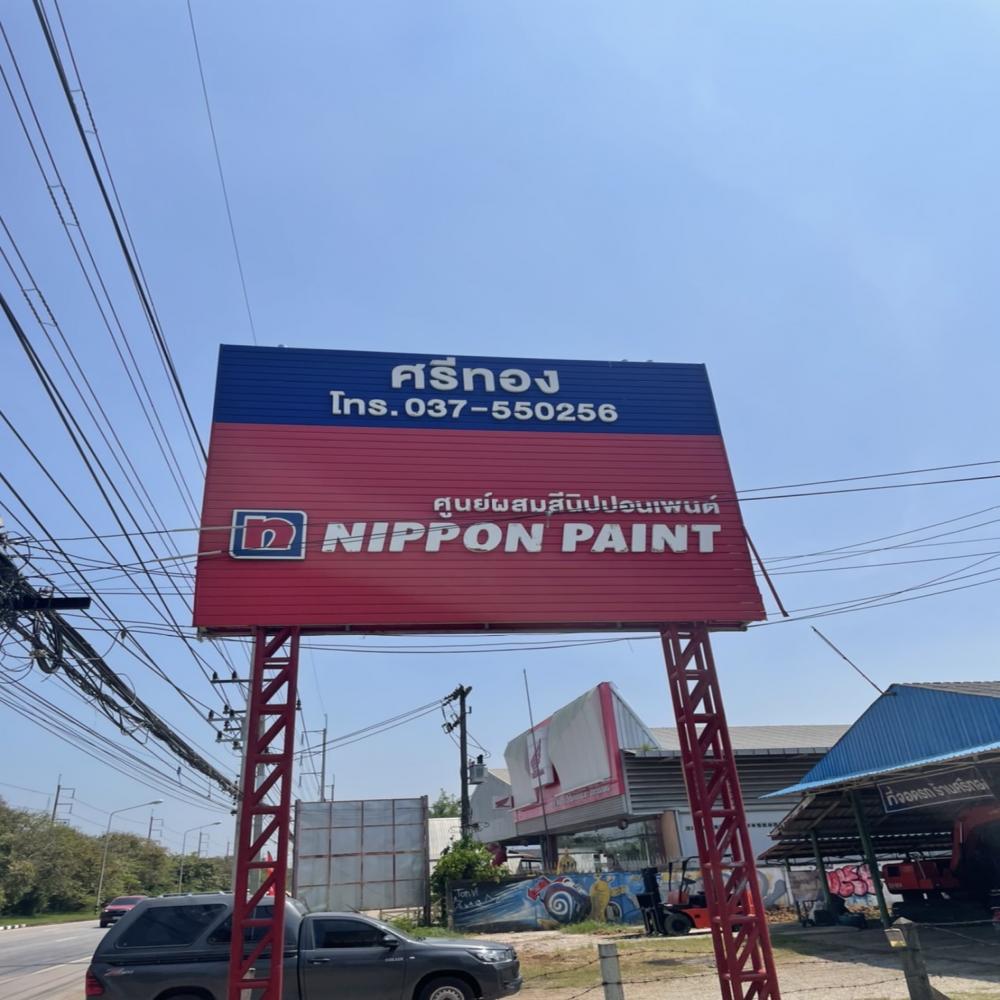 ศรีทอง
โทร. 037-550256
ศูนย์ผสมสีนิปปอนเพนต์
n NIPPON PAINT
ที่จอดรถ ร้านศรีทอง